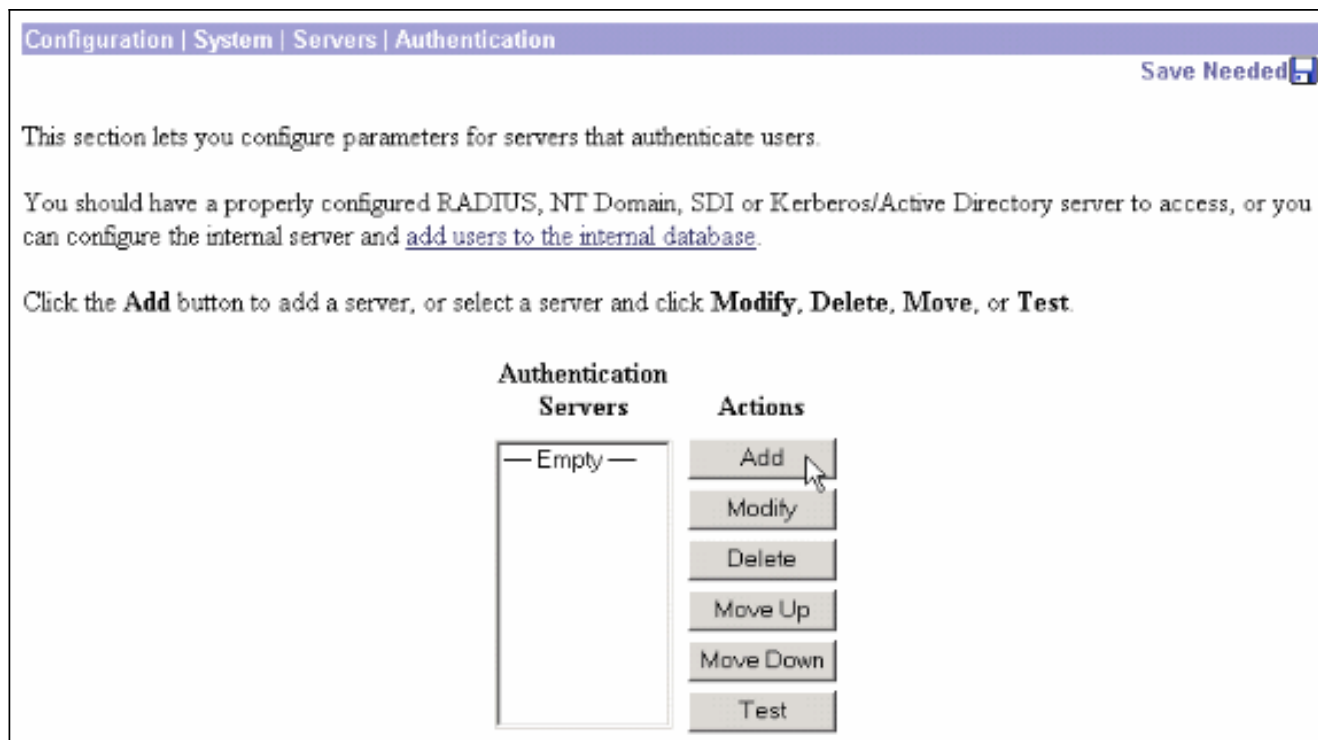 Configuration | System | Servers | Authentication
Save Needed
This section lets you configure parameters for servers that authenticate users.
You should have a properly configured RADIUS, NT Domain, SDI or Kerberos/Active Directory server to access, or you
can configure the internal server and add users to the internal database.
Click the Add button to add a server, or select a server and click Modify, Delete, Move, or Test.
Authentication
Servers
Actions
— Empty —
Add
Modify
Delete
Move Up
Move Down
Test